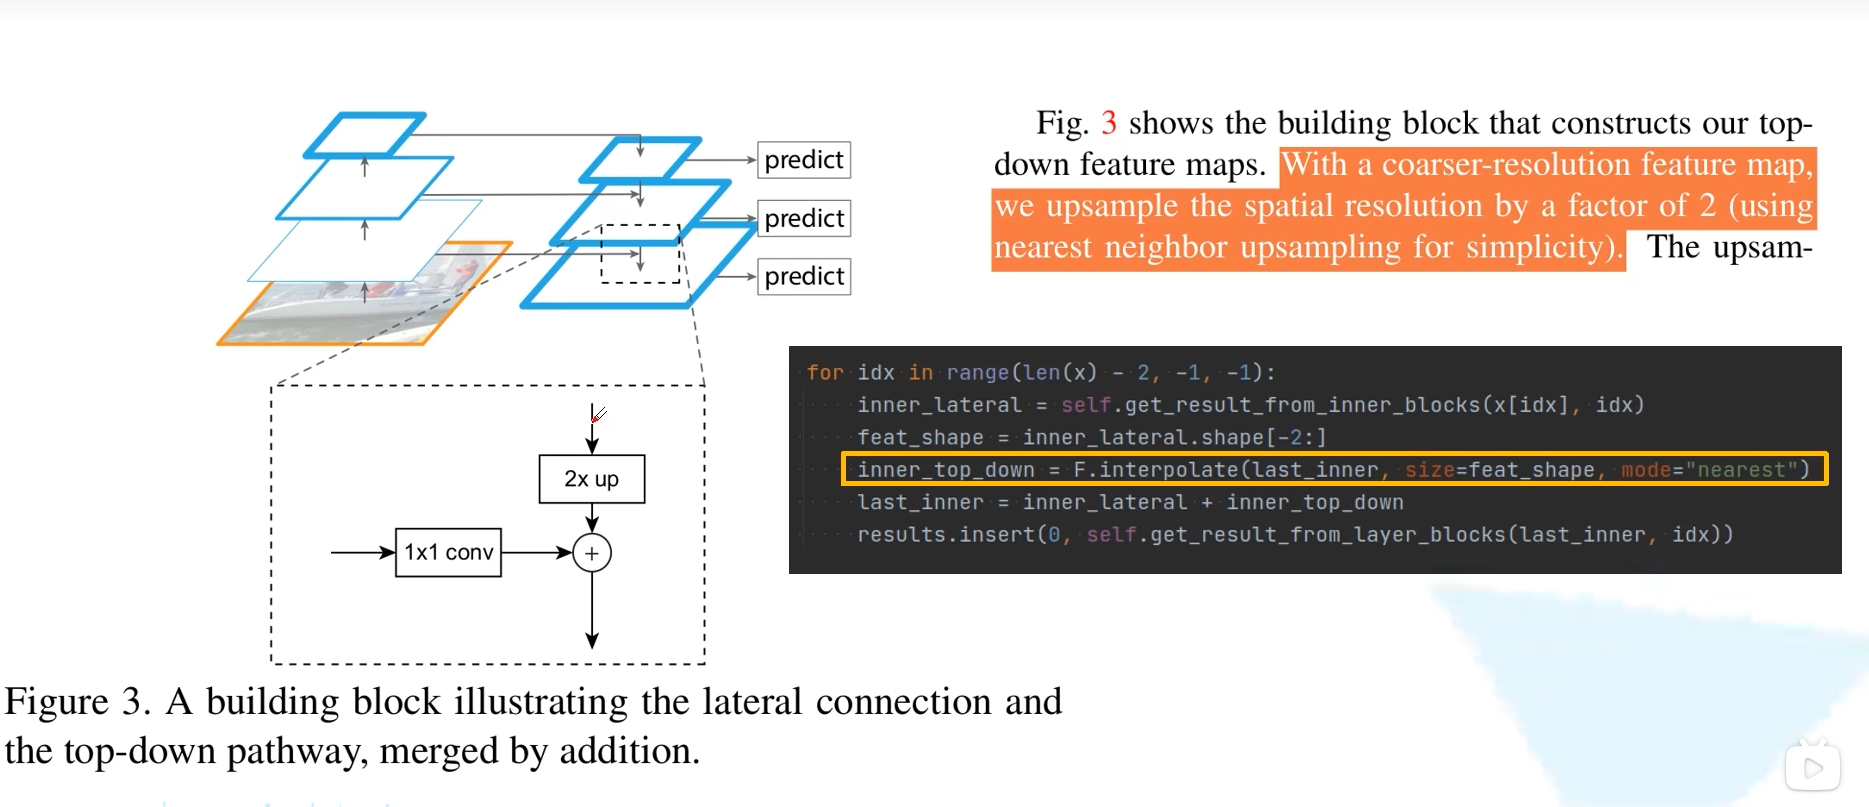 predict
predict
predict
2x up
1x1 conv
+
Figure 3. A building block illustrating the lateral connection and
the top-down pathway, merged by addition.
Fig. 3 shows the building block that constructs our top-
down feature maps. With a coarser-resolution feature map,
we upsample the spatial resolution by a factor of 2 (using
nearest neighbor upsampling for simplicity). The upsam-
for idx in range(len(x) - 2, -1, -1):
inner_lateral = self.get_result_from_inner_blocks(x[idx], idx)
feat_shape = inner_lateral.shape[-2:]
inner_top_down = F.interpolate(last_inner, size=feat_shape, mode="nearest")
last_inner = inner_lateral + inner_top_down
results.insert(0, self.get_result_from_layer_blocks(last_inner, idx))